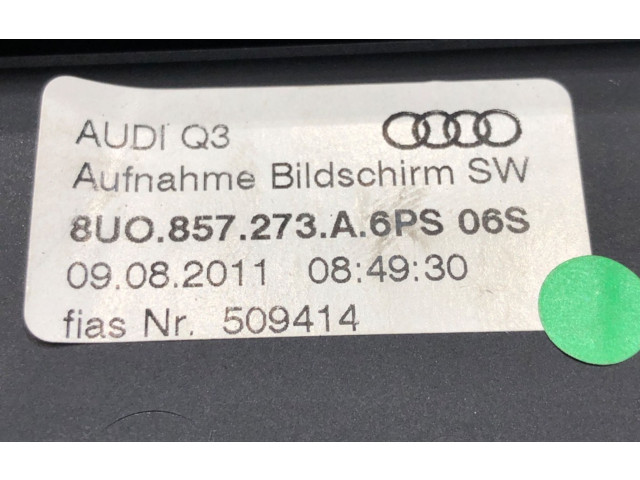 AUDI Q3
Aufnahme Bildschirm SW
8UO.857.273.A.6PS 06S
09.08.2011 08:49:30
fias Nr. 509414